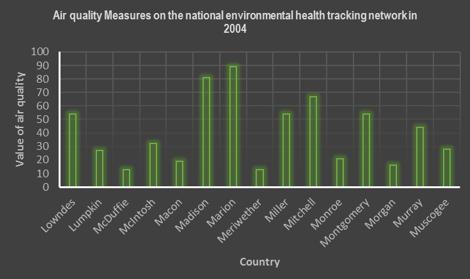 Air quality Measures on the national environmental health tracking network in
2004
Value of air quality
100
90
80
70
60
50
40
30
20
10
0
Lowndes
Lumpkin
McDuffie
McIntosh
Macon
Madison
Marion
Meriwether
Miller
Mitchell
Monroe
Montgomery
Morgan
Murray
Muscogee
Country